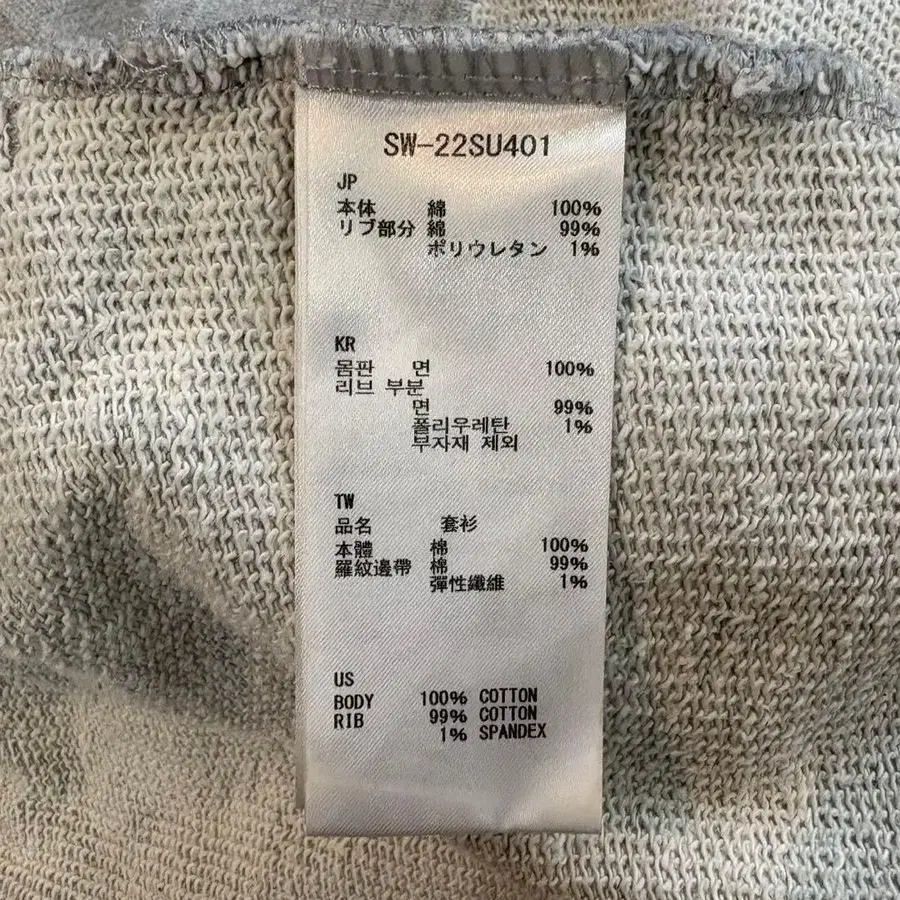 SW-22SU401
JP
本体 綿 100%
リブ部分 綿 99%
ポリウレタン 1%
KR
몸판 면 100%
리브 부분
면 99%
폴리우레탄 1%
부자재 제외
TW
品名 套衫
本體 棉 100%
羅紋邊帶 棉 99%
彈性纖維 1%
US
BODY 100% COTTON
RIB 99% COTTON
1% SPANDEX